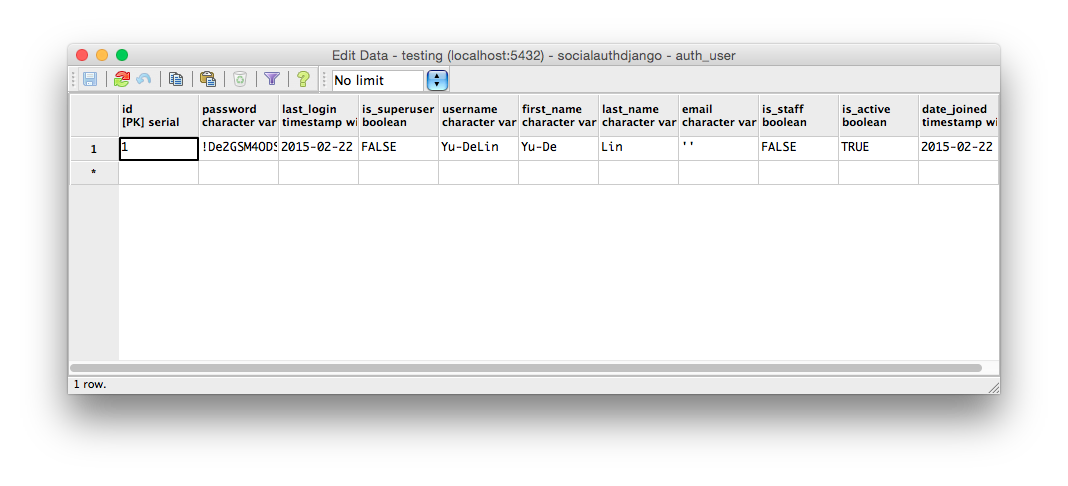 Edit Data - testing (localhost:5432) - socialauthdjango - auth_user
No limit
id password last_login is_superuser username first_name last_name email is_staff is_active date_joined
[PK] serial character var timestamp wi boolean character var character var character var character var boolean boolean timestamp wi
1 1 !De2GSM4ODS 2015-02-22 FALSE Yu-DeLin Yu-De Lin '' FALSE TRUE 2015-02-22
*
1 row.